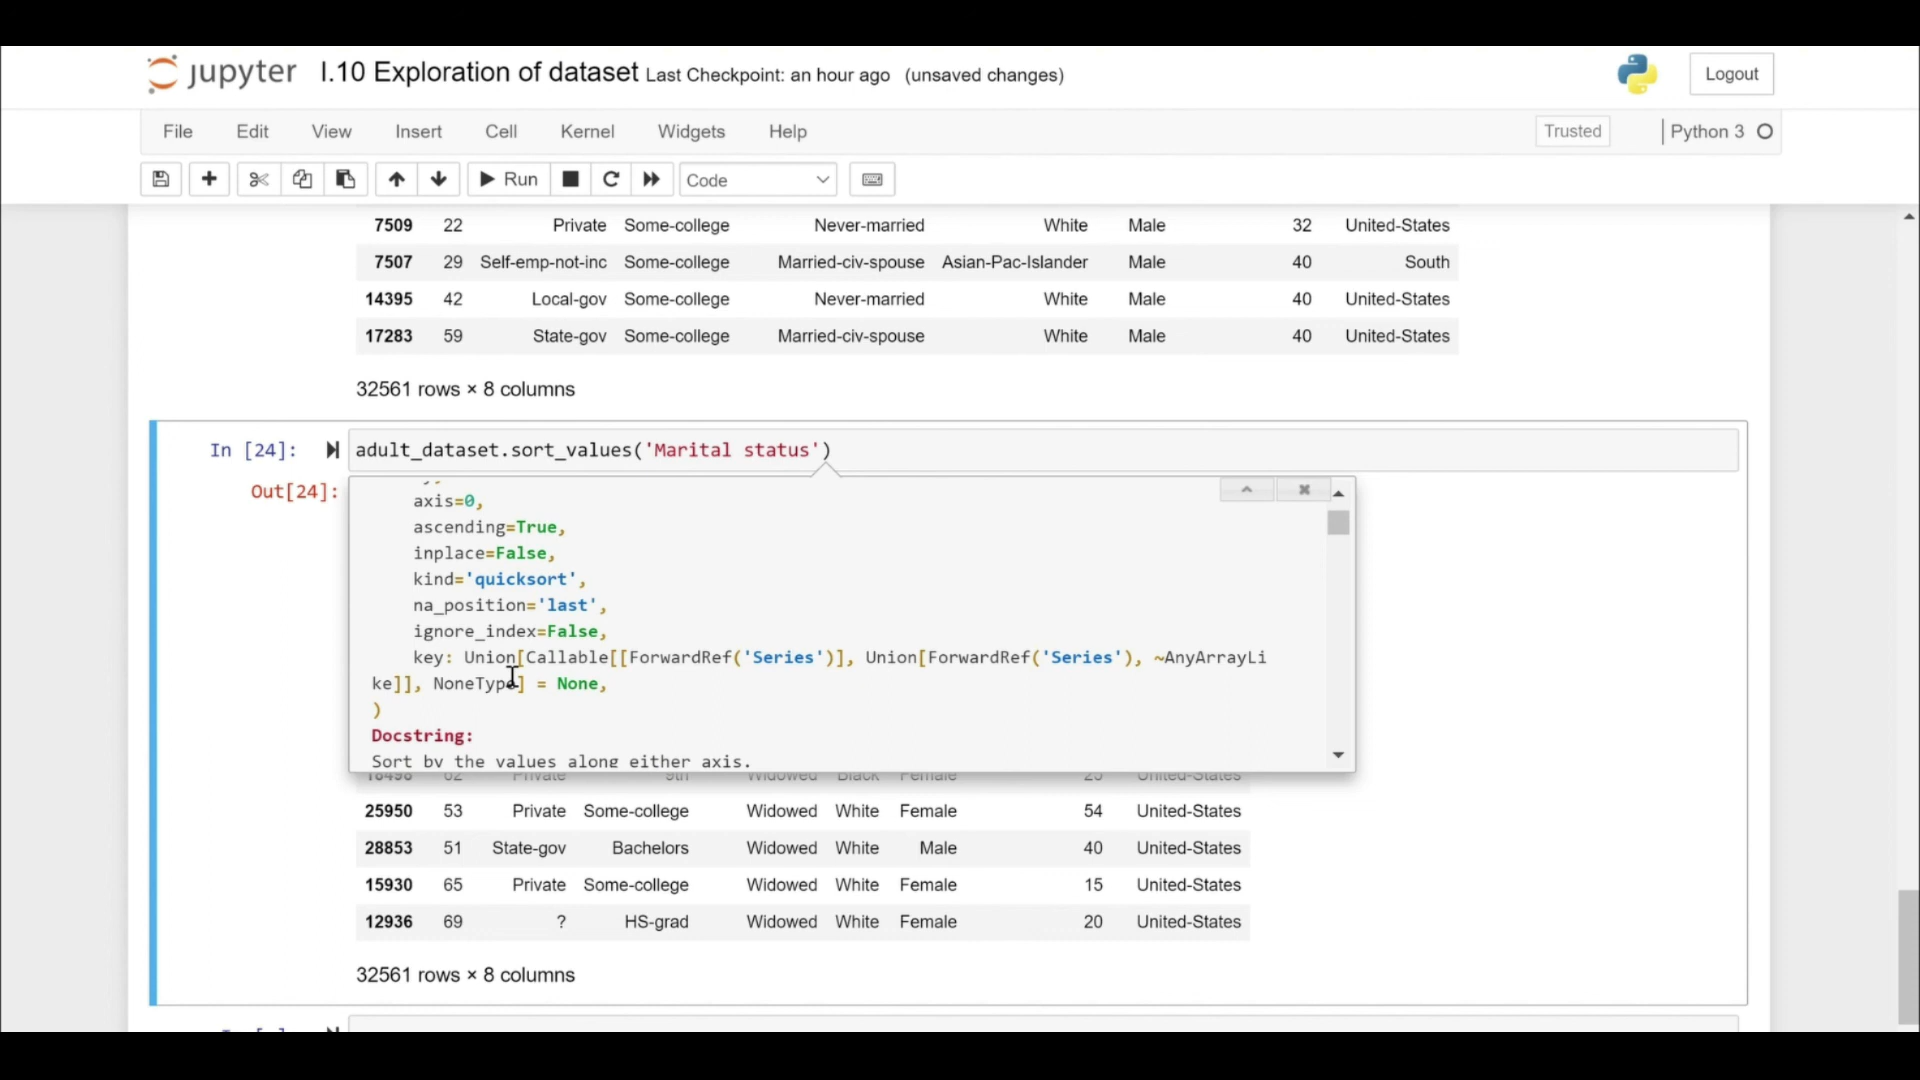 jupyter I.10 Exploration of dataset Last Checkpoint: an hour ago (unsaved changes) Logout
File Edit View Insert Cell Kernel Widgets Help Trusted Python 3
Run Code
7509 22 Private Some-college Never-married White Male 32 United-States
7507 29 Self-emp-not-inc Some-college Married-civ-spouse Asian-Pac-Islander Male 40 South
14395 42 Local-gov Some-college Never-married White Male 40 United-States
17283 59 State-gov Some-college Married-civ-spouse White Male 40 United-States
32561 rows × 8 columns
In [24]: adult_dataset.sort_values('Marital status')
Out[24]:
axis=0,
ascending=True,
inplace=False,
kind='quicksort',
na_position='last',
ignore_index=False,
key: Union[Callable[[ForwardRef('Series')], Union[ForwardRef('Series'), ~AnyArrayLi
ke]], NoneType] = None,
)
Docstring:
Sort by the values along either axis.
Private 9th Widowed Black Female United-States
25950 53 Private Some-college Widowed White Female 54 United-States
28853 51 State-gov Bachelors Widowed White Male 40 United-States
15930 65 Private Some-college Widowed White Female 15 United-States
12936 69 ? HS-grad Widowed White Female 20 United-States
32561 rows × 8 columns